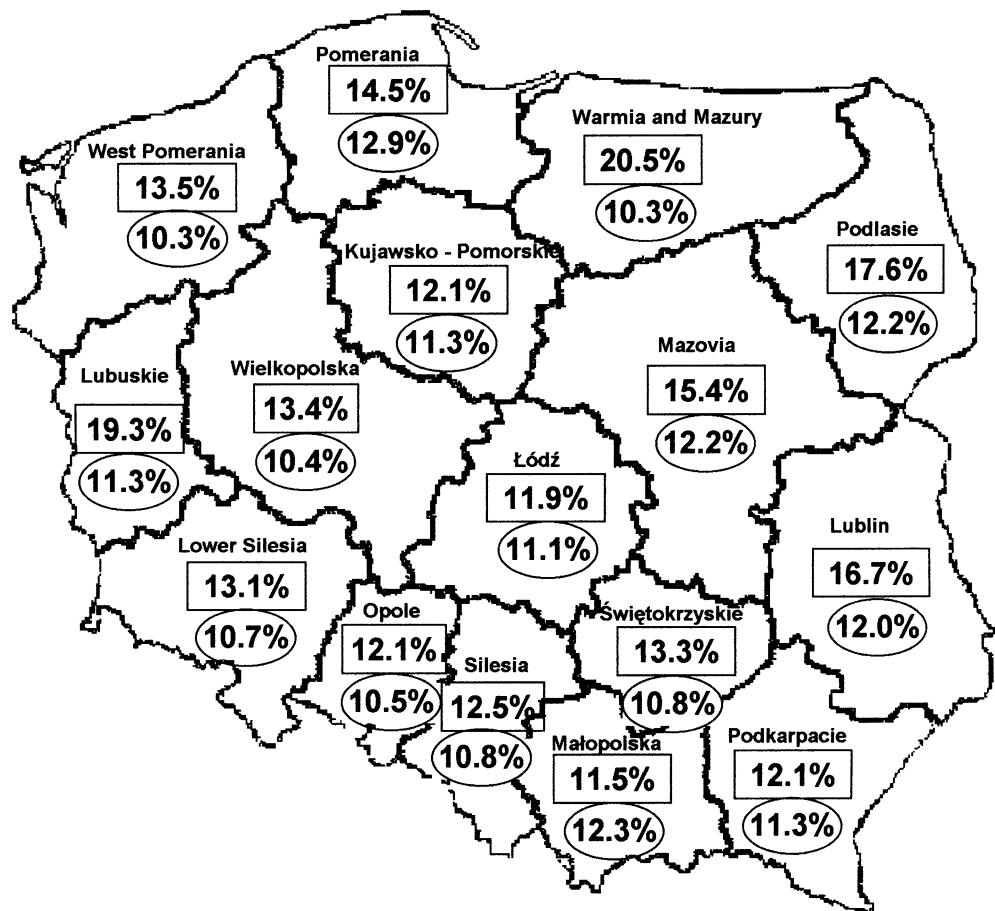 Pomerania
14.5%
12.9%
Warmia and Mazury
20.5%
10.3%
West Pomerania
13.5%
10.3%
Podlasie
17.6%
12.2%
Kujawsko - Pomorskie
12.1%
11.3%
Mazovia
15.4%
12.2%
Wielkopolska
13.4%
10.4%
Lubuskie
19.3%
11.3%
Łódź
11.9%
11.1%
Lublin
16.7%
12.0%
Lower Silesia
13.1%
10.7%
Opole
12.1%
10.5%
Świętokrzyskie
13.3%
10.8%
Silesia
12.5%
10.8%
Małopolska
11.5%
12.3%
Podkarpacie
12.1%
11.3%